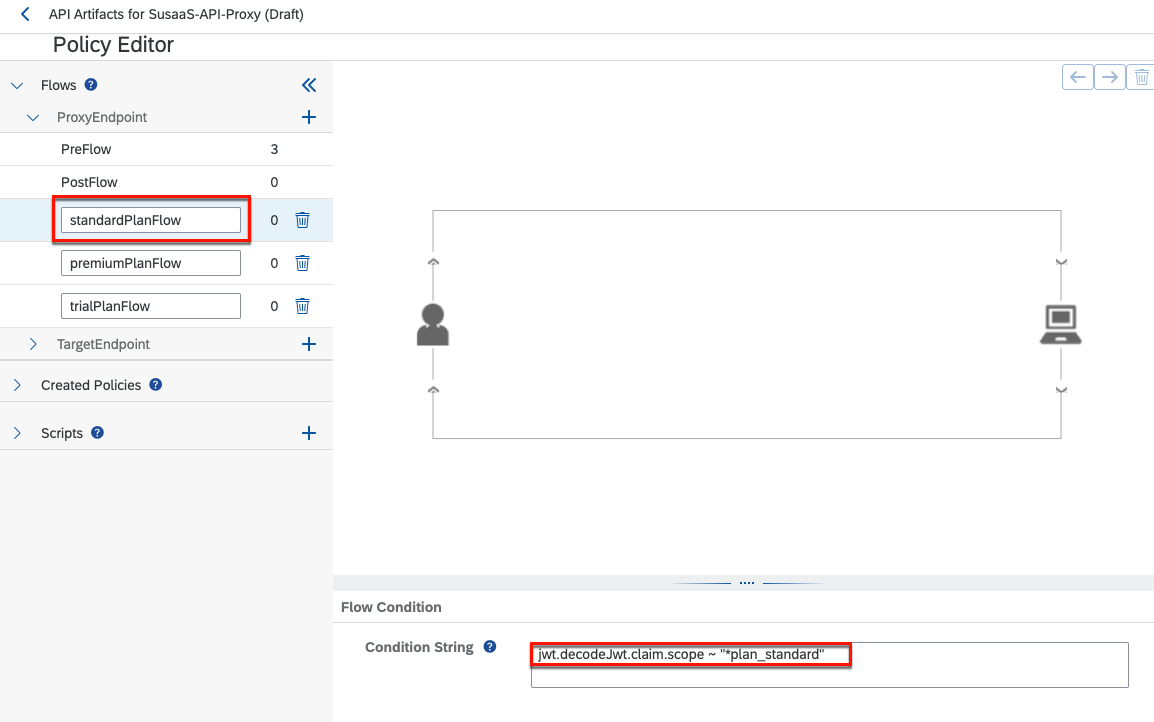 API Artifacts for SusaaS-API-Proxy (Draft)
Policy Editor
Flows ?
ProxyEndpoint
PreFlow 3
PostFlow 0
standardPlanFlow 0
premiumPlanFlow 0
trialPlanFlow 0
TargetEndpoint
Created Policies ?
Scripts ?
Flow Condition
Condition String ?
jwt.decodeJwt.claim.scope ~ "*plan_standard"